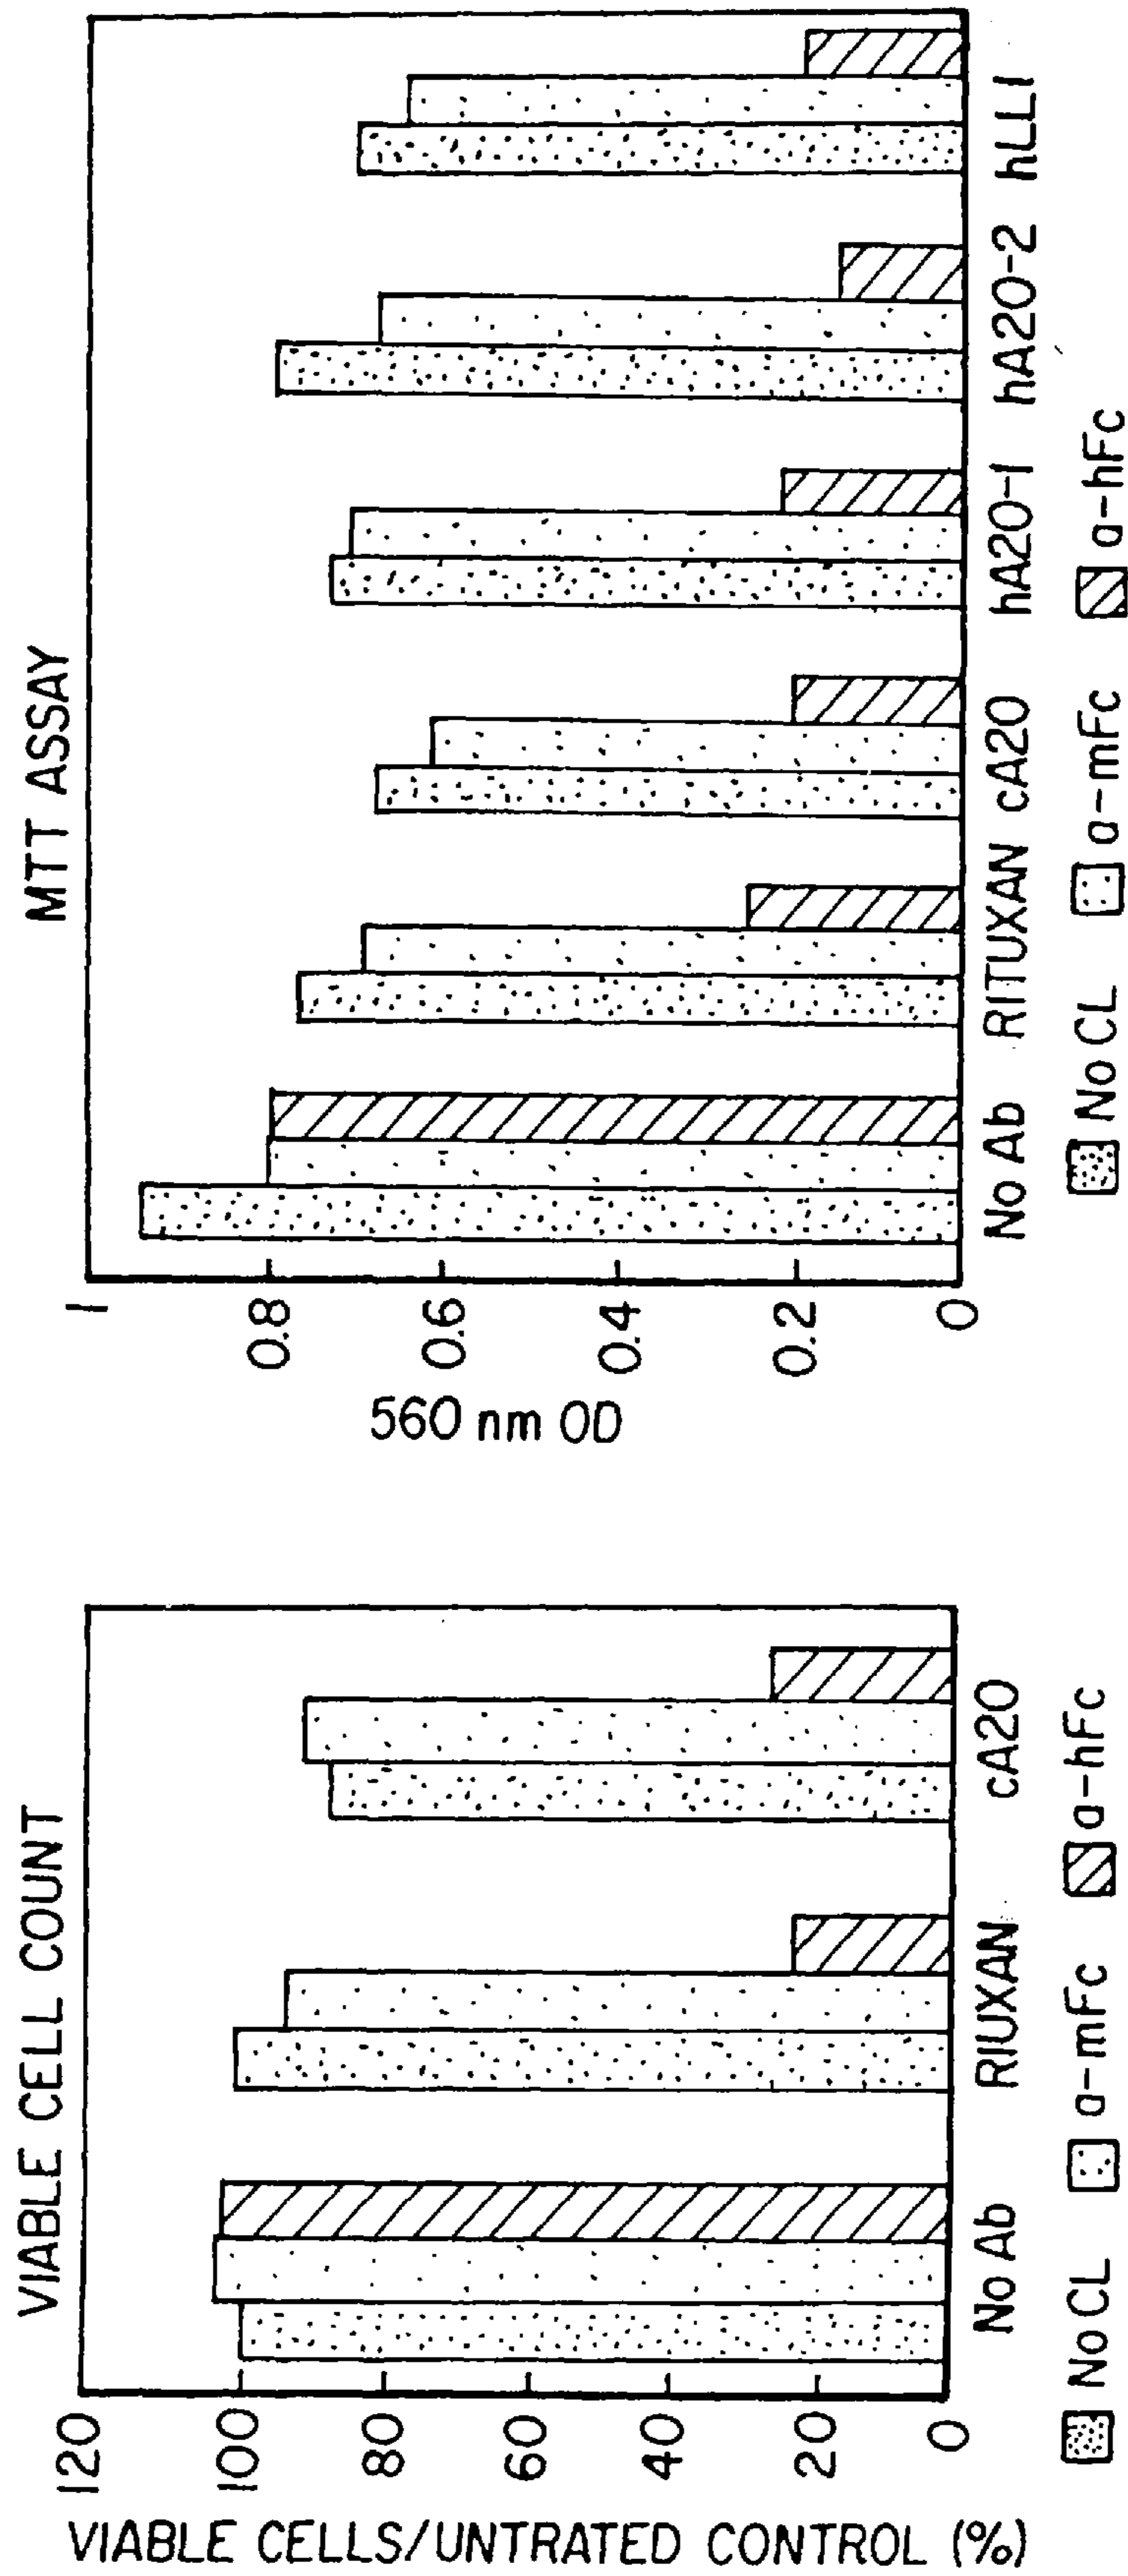 VIABLE CELL COUNT
VIABLE CELLS/UNTRATED CONTROL (%)
120
100
80
60
40
20
0
No Ab RIUXAN cA20
No CL a-mFc a-hFc
MTT ASSAY
560 nm OD
1
0.8
0.6
0.4
0.2
0
No Ab RITUXAN cA20 hA20-1 hA20-2 hLL1
No CL a-mFc a-hFc